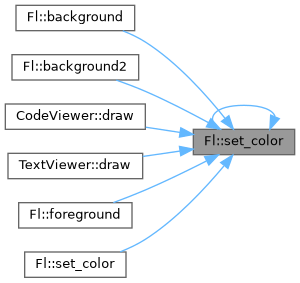 Fl::background
Fl::background2
CodeViewer::draw
Fl::set_color
TextViewer::draw
Fl::foreground
Fl::set_color